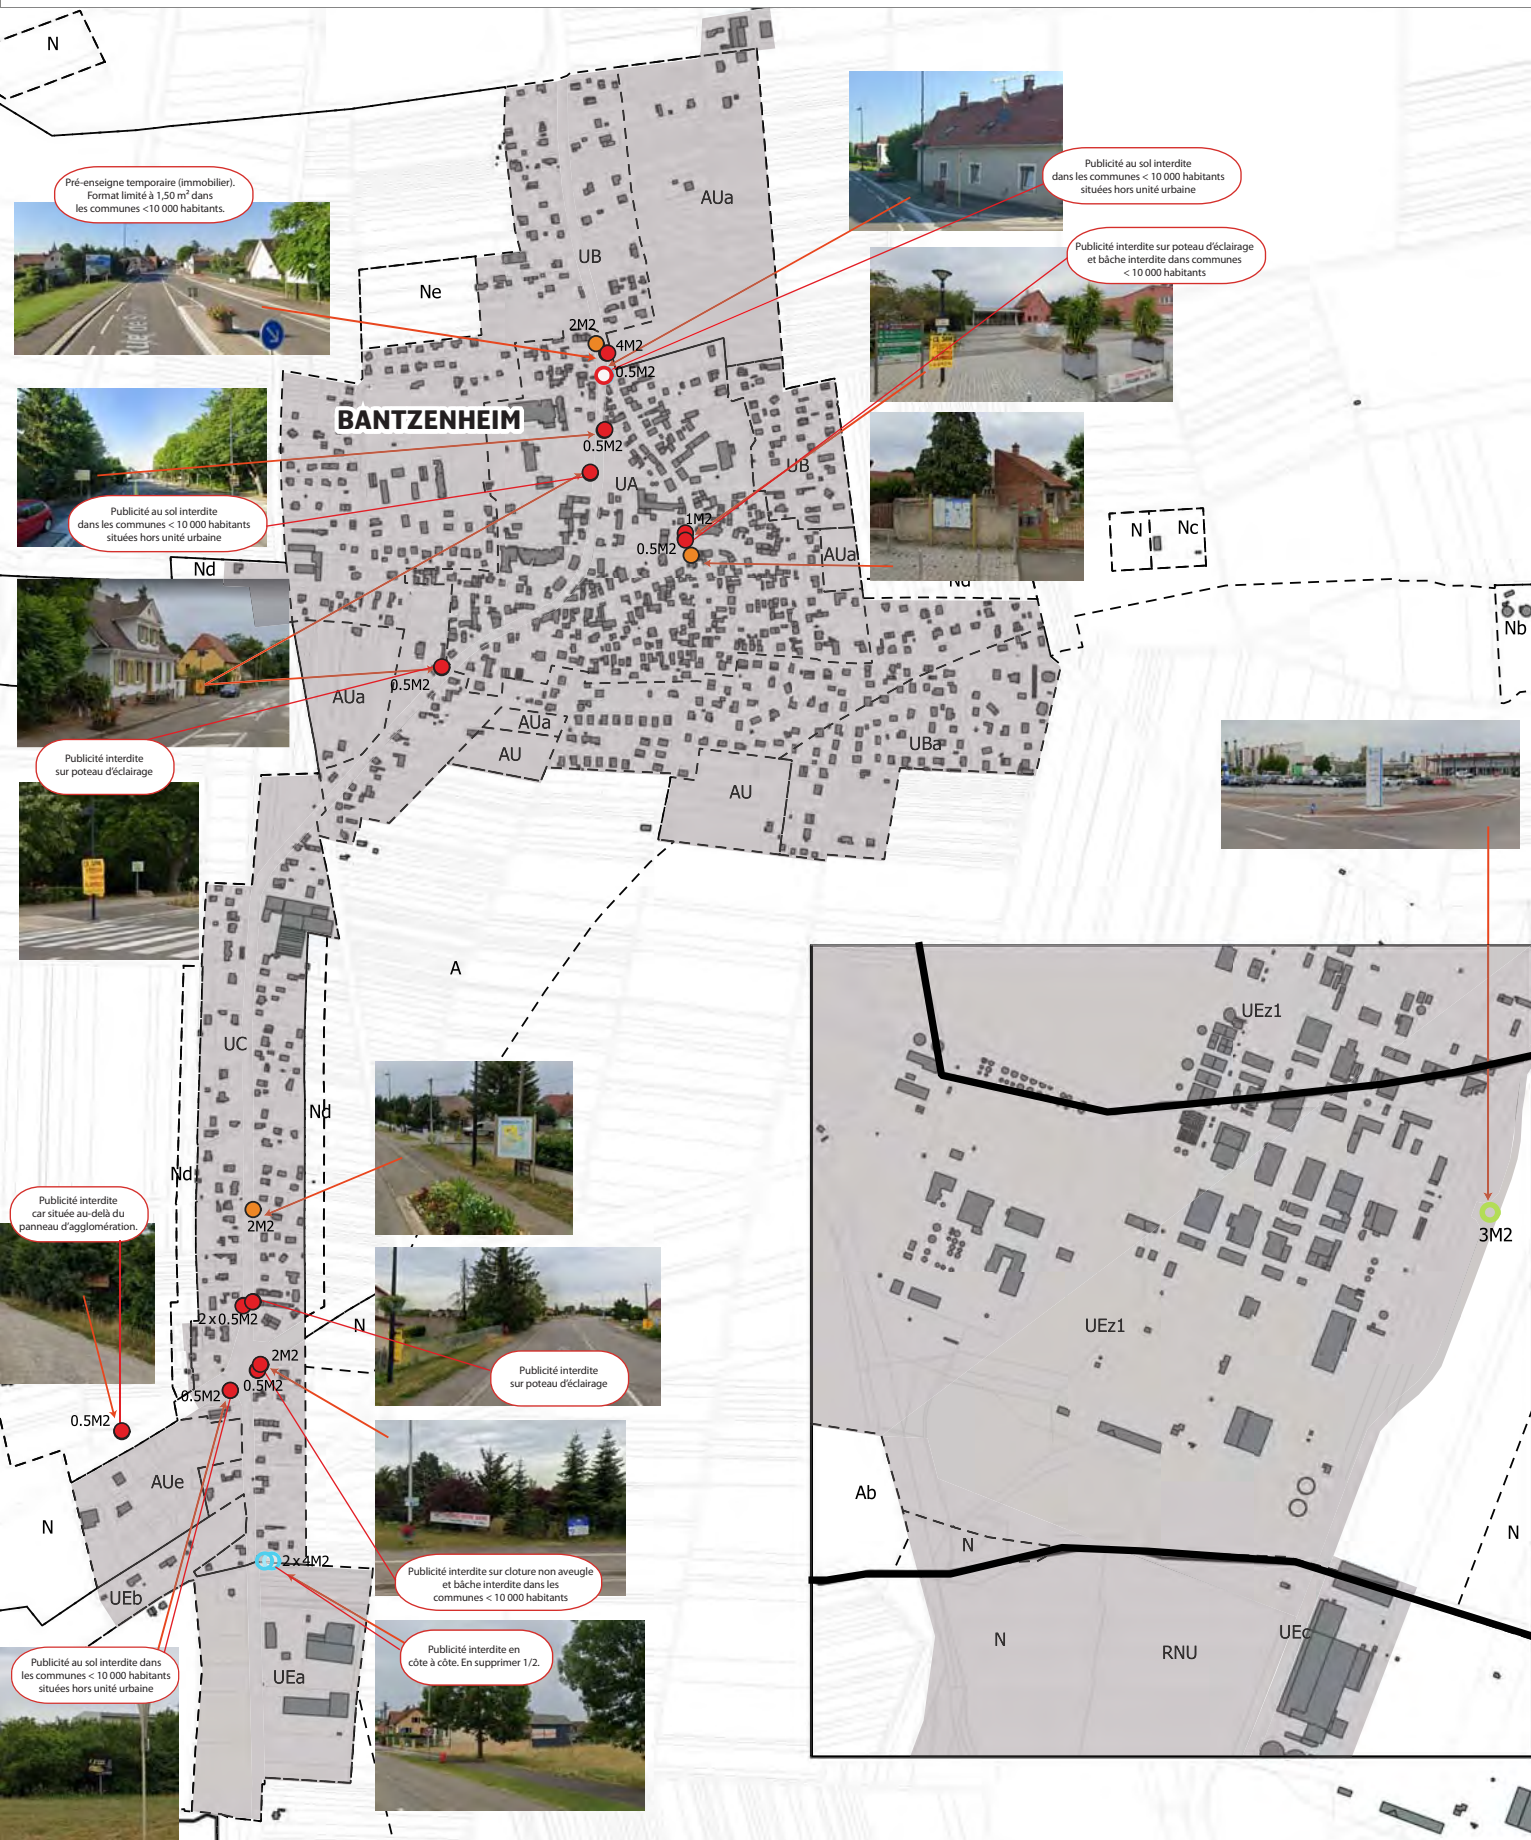 N
AUa
Publicité au sol interdite
dans les communes < 10 000 habitants
situées hors unité urbaine
Pré-enseigne temporaire (immobilier).
Format limité à 1,50 m² dans
les communes <10 000 habitants.
UB
Publicité interdite sur poteau d'éclairage
et bâche interdite dans communes
< 10 000 habitants
Ne
2M2
4M2
0.5M2
BANTZENHEIM
0.5M2
UB
UA
Publicité au sol interdite
dans les communes < 10 000 habitants
situées hors unité urbaine
1M2
0.5M2
AUa
N
Nc
Nd
Nd
Nb
0.5M2
AUa
AUa
AU
UBa
AU
Publicité interdite
sur poteau d'éclairage
A
UEz1
UC
Nd
Nd
Publicité interdite
car située au-delà du
panneau d'agglomération.
2M2
3M2
2 x 0.5M2
N
UEz1
2M2
0.5M2
0.5M2
Publicité interdite
sur poteau d'éclairage
0.5M2
AUe
Ab
N
N
N
2 x 4M2
Publicité interdite sur cloture non aveugle
et bâche interdite dans les
communes < 10 000 habitants
UEb
Publicité interdite en
côte à côte. En supprimer 1/2.
N
RNU
UEc
Publicité au sol interdite dans
les communes < 10 000 habitants
situées hors unité urbaine
UEa